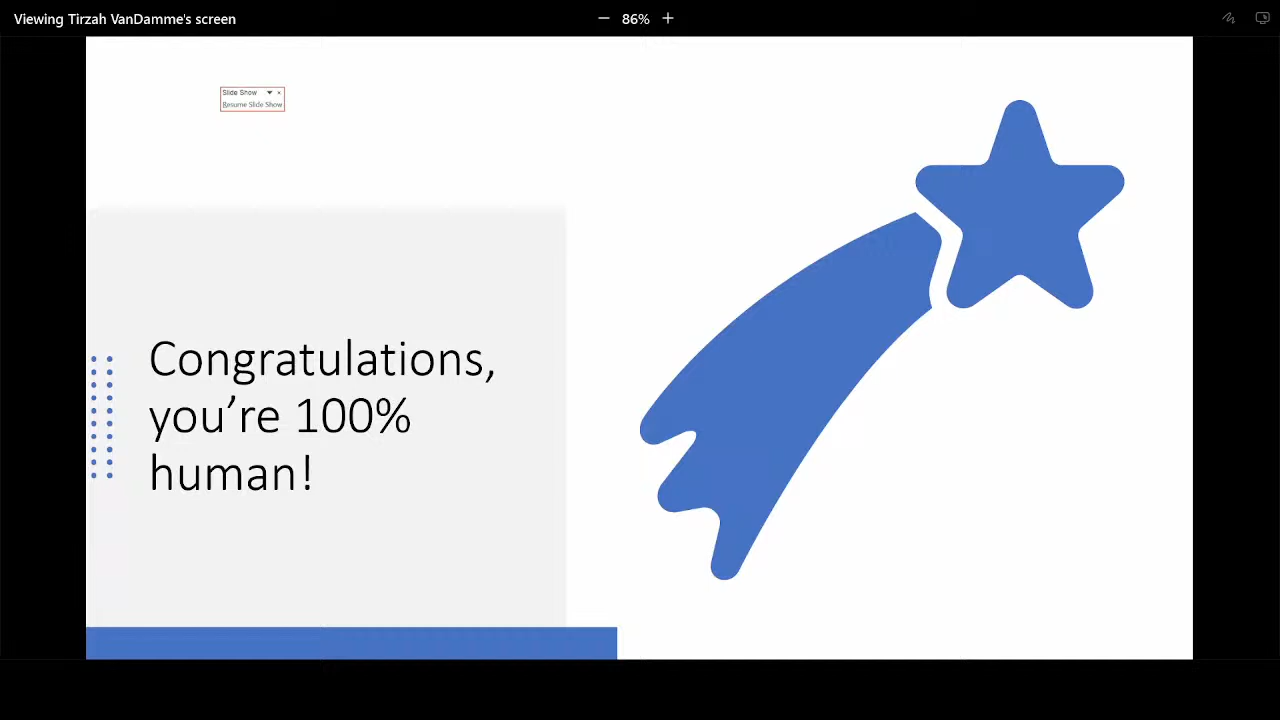 Viewing Tirzah VanDamme's screen
86%
Slide Show
Resume Slide Show
Congratulations,
you're 100%
human!